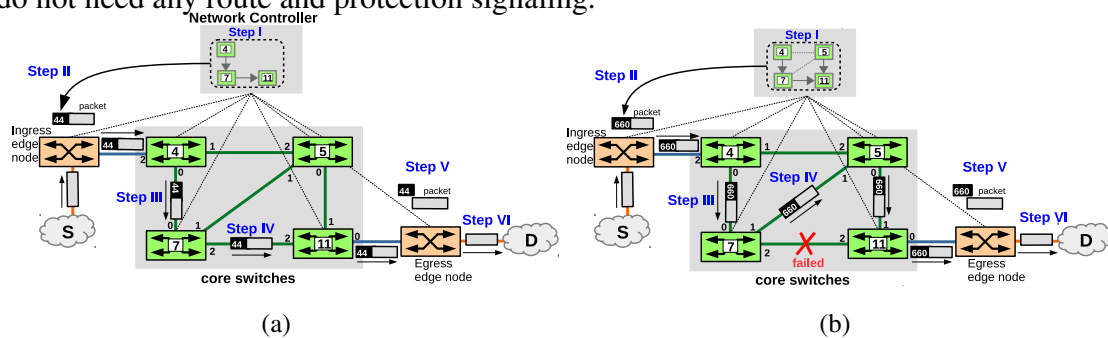 do not need any route and protection signaling.
Network Controller
Step I
4
7
11
Step II
44
packet
Ingress
edge
node
44
2
4
1
0
2
5
1
0
Step III
44
0
7
1
2
Step IV
44
2
11
1
0
44
Step V
44
packet
Step VI
S
D
Egress
edge node
core switches
(a)
Step I
4
5
7
11
Step II
660
packet
Ingress
edge
node
660
2
4
1
0
2
5
1
0
Step III
660
Step IV
660
660
0
7
1
2
failed
2
11
1
0
660
Step V
660
packet
Step VI
S
D
Egress
edge node
core switches
(b)